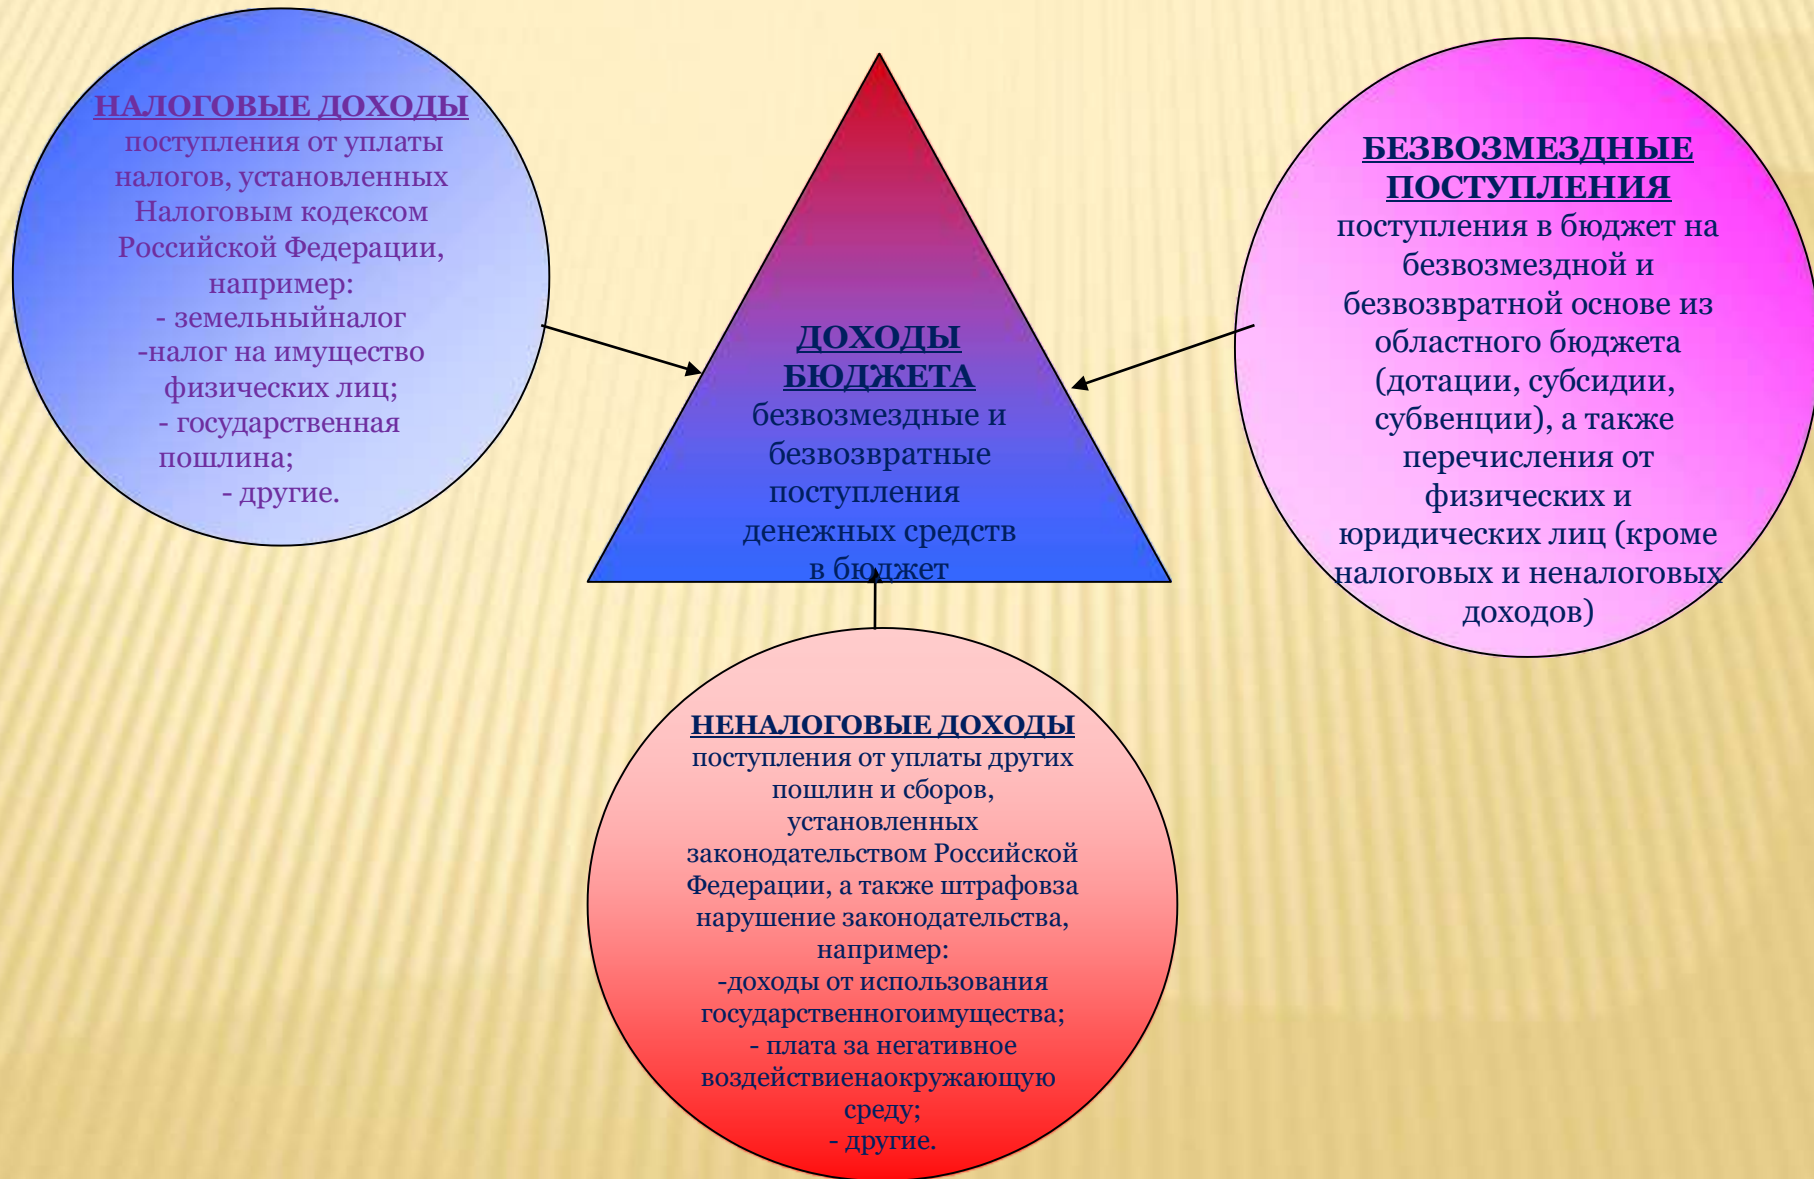 НАЛОГОВЫЕ ДОХОДЫ
поступления от уплаты
налогов, установленных
Налоговым кодексом
Российской Федерации,
например:
- земельныйналог
-налог на имущество
физических лиц;
- государственная
пошлина;
- другие.
ДОХОДЫ
БЮДЖЕТА
безвозмездные и
безвозвратные
поступления
денежных средств
в бюджет
БЕЗВОЗМЕЗДНЫЕ
ПОСТУПЛЕНИЯ
поступления в бюджет на
безвозмездной и
безвозвратной основе из
областного бюджета
(дотации, субсидии,
субвенции), а также
перечисления от
физических и
юридических лиц (кроме
налоговых и неналоговых
доходов)
НЕНАЛОГОВЫЕ ДОХОДЫ
поступления от уплаты других
пошлин и сборов,
установленных
законодательством Российской
Федерации, а также штрафовза
нарушение законодательства,
например:
-доходы от использования
государственногоимущества;
- плата за негативное
воздействиенаокружающую
среду;
- другие.